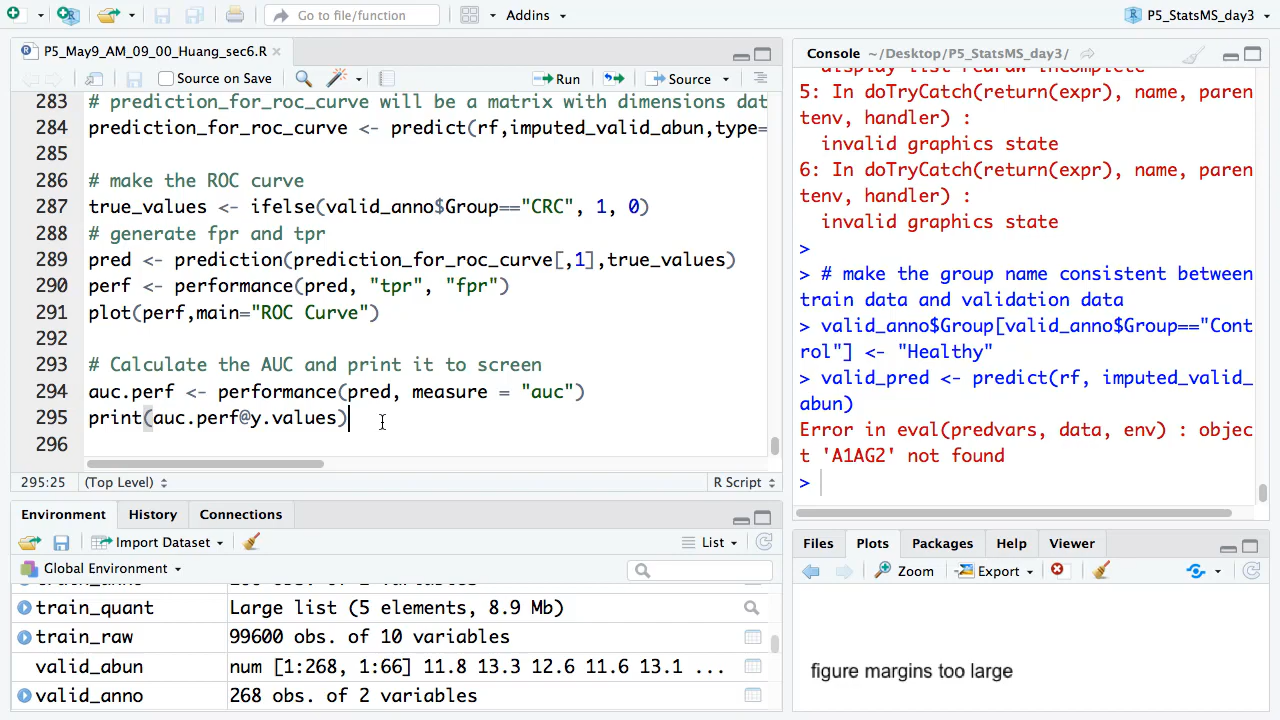 Go to file/function
Addins
P5_StatsMS_day3
P5_May9_AM_09_00_Huang_sec6.R
Source on Save
Run
Source
283 # prediction_for_roc_curve will be a matrix with dimensions dat
284 prediction_for_roc_curve <- predict(rf,imputed_valid_abun,type=
285
286 # make the ROC curve
287 true_values <- ifelse(valid_anno$Group=="CRC", 1, 0)
288 # generate fpr and tpr
289 pred <- prediction(prediction_for_roc_curve[,1],true_values)
290 perf <- performance(pred, "tpr", "fpr")
291 plot(perf,main="ROC Curve")
292
293 # Calculate the AUC and print it to screen
294 auc.perf <- performance(pred, measure = "auc")
295 print(auc.perf@y.values)
296
295:25 (Top Level) R Script
Environment History Connections
Import Dataset List
Global Environment
train_quant Large list (5 elements, 8.9 Mb)
train_raw 99600 obs. of 10 variables
valid_abun num [1:268, 1:66] 11.8 13.3 12.6 11.6 13.1 ...
valid_anno 268 obs. of 2 variables
Console ~/Desktop/P5_StatsMS_day3/
display list redraw incomplete
5: In doTryCatch(return(expr), name, paren
tenv, handler) :
invalid graphics state
6: In doTryCatch(return(expr), name, paren
tenv, handler) :
invalid graphics state
>
> # make the group name consistent between
train data and validation data
> valid_anno$Group[valid_anno$Group=="Cont
rol"] <- "Healthy"
> valid_pred <- predict(rf, imputed_valid_
abun)
Error in eval(predvars, data, env) : objec
t 'A1AG2' not found
>
Files Plots Packages Help Viewer
Zoom Export
figure margins too large